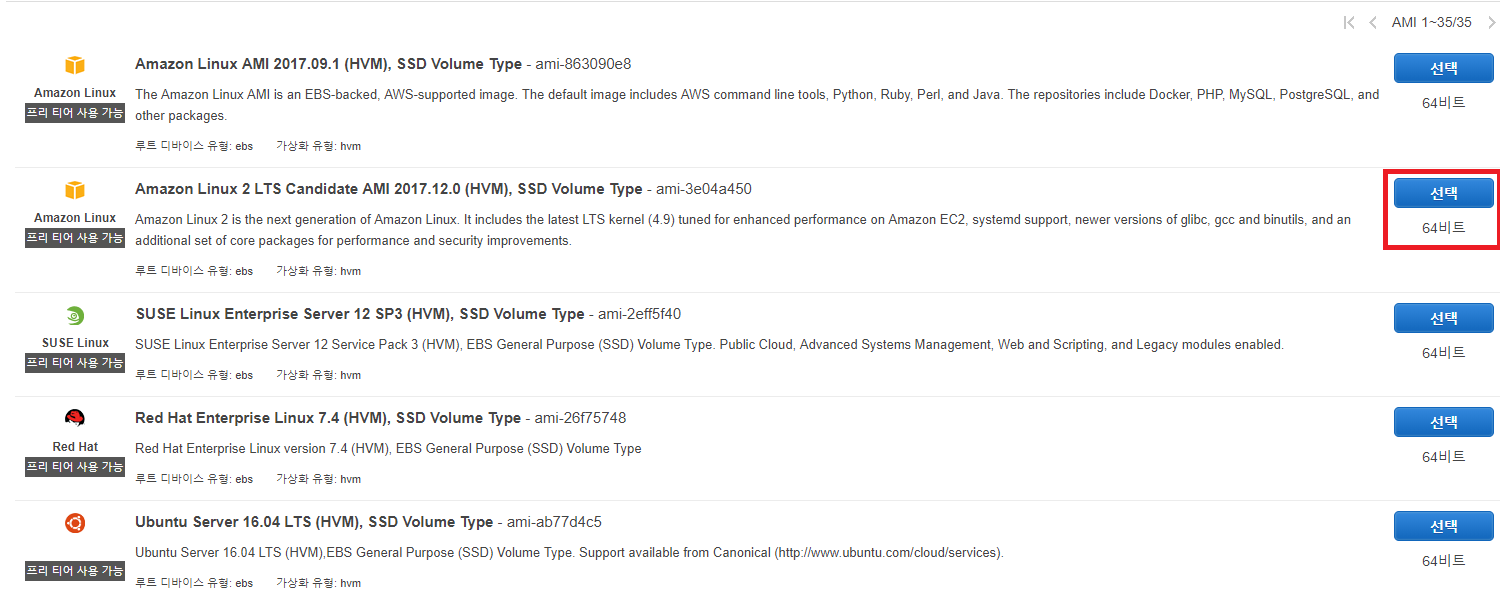 AMI 1~35/35
Amazon Linux AMI 2017.09.1 (HVM), SSD Volume Type - ami-863090e8
선택
Amazon Linux
프리 티어 사용 가능
The Amazon Linux AMI is an EBS-backed, AWS-supported image. The default image includes AWS command line tools, Python, Ruby, Perl, and Java. The repositories include Docker, PHP, MySQL, PostgreSQL, and
other packages.
64비트
루트 디바이스 유형: ebs 가상화 유형: hvm
Amazon Linux 2 LTS Candidate AMI 2017.12.0 (HVM), SSD Volume Type - ami-3e04a450
선택
Amazon Linux
프리 티어 사용 가능
Amazon Linux 2 is the next generation of Amazon Linux. It includes the latest LTS kernel (4.9) tuned for enhanced performance on Amazon EC2, systemd support, newer versions of glibc, gcc and binutils, and an
additional set of core packages for performance and security improvements.
64비트
루트 디바이스 유형: ebs 가상화 유형: hvm
SUSE Linux Enterprise Server 12 SP3 (HVM), SSD Volume Type - ami-2eff5f40
선택
SUSE Linux
프리 티어 사용 가능
SUSE Linux Enterprise Server 12 Service Pack 3 (HVM), EBS General Purpose (SSD) Volume Type. Public Cloud, Advanced Systems Management, Web and Scripting, and Legacy modules enabled.
64비트
루트 디바이스 유형: ebs 가상화 유형: hvm
Red Hat Enterprise Linux 7.4 (HVM), SSD Volume Type - ami-26f75748
선택
Red Hat
프리 티어 사용 가능
Red Hat Enterprise Linux version 7.4 (HVM), EBS General Purpose (SSD) Volume Type
64비트
루트 디바이스 유형: ebs 가상화 유형: hvm
Ubuntu Server 16.04 LTS (HVM), SSD Volume Type - ami-ab77d4c5
선택
프리 티어 사용 가능
Ubuntu Server 16.04 LTS (HVM),EBS General Purpose (SSD) Volume Type. Support available from Canonical (http://www.ubuntu.com/cloud/services).
64비트
루트 디바이스 유형: ebs 가상화 유형: hvm